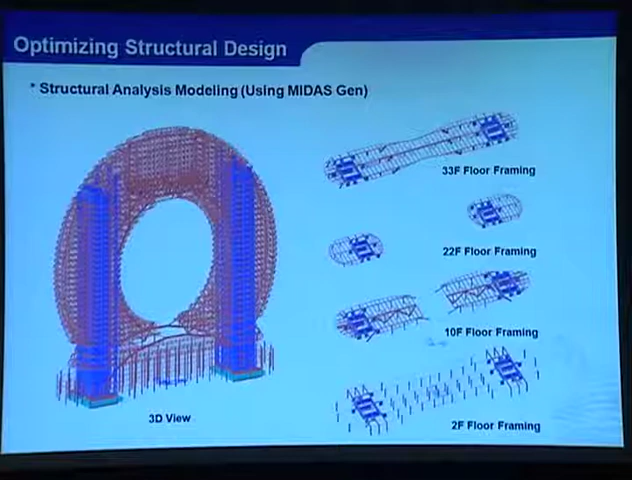 Optimizing Structural Design
* Structural Analysis Modeling (Using MIDAS Gen)
33F Floor Framing
22F Floor Framing
10F Floor Framing
2F Floor Framing
3D View